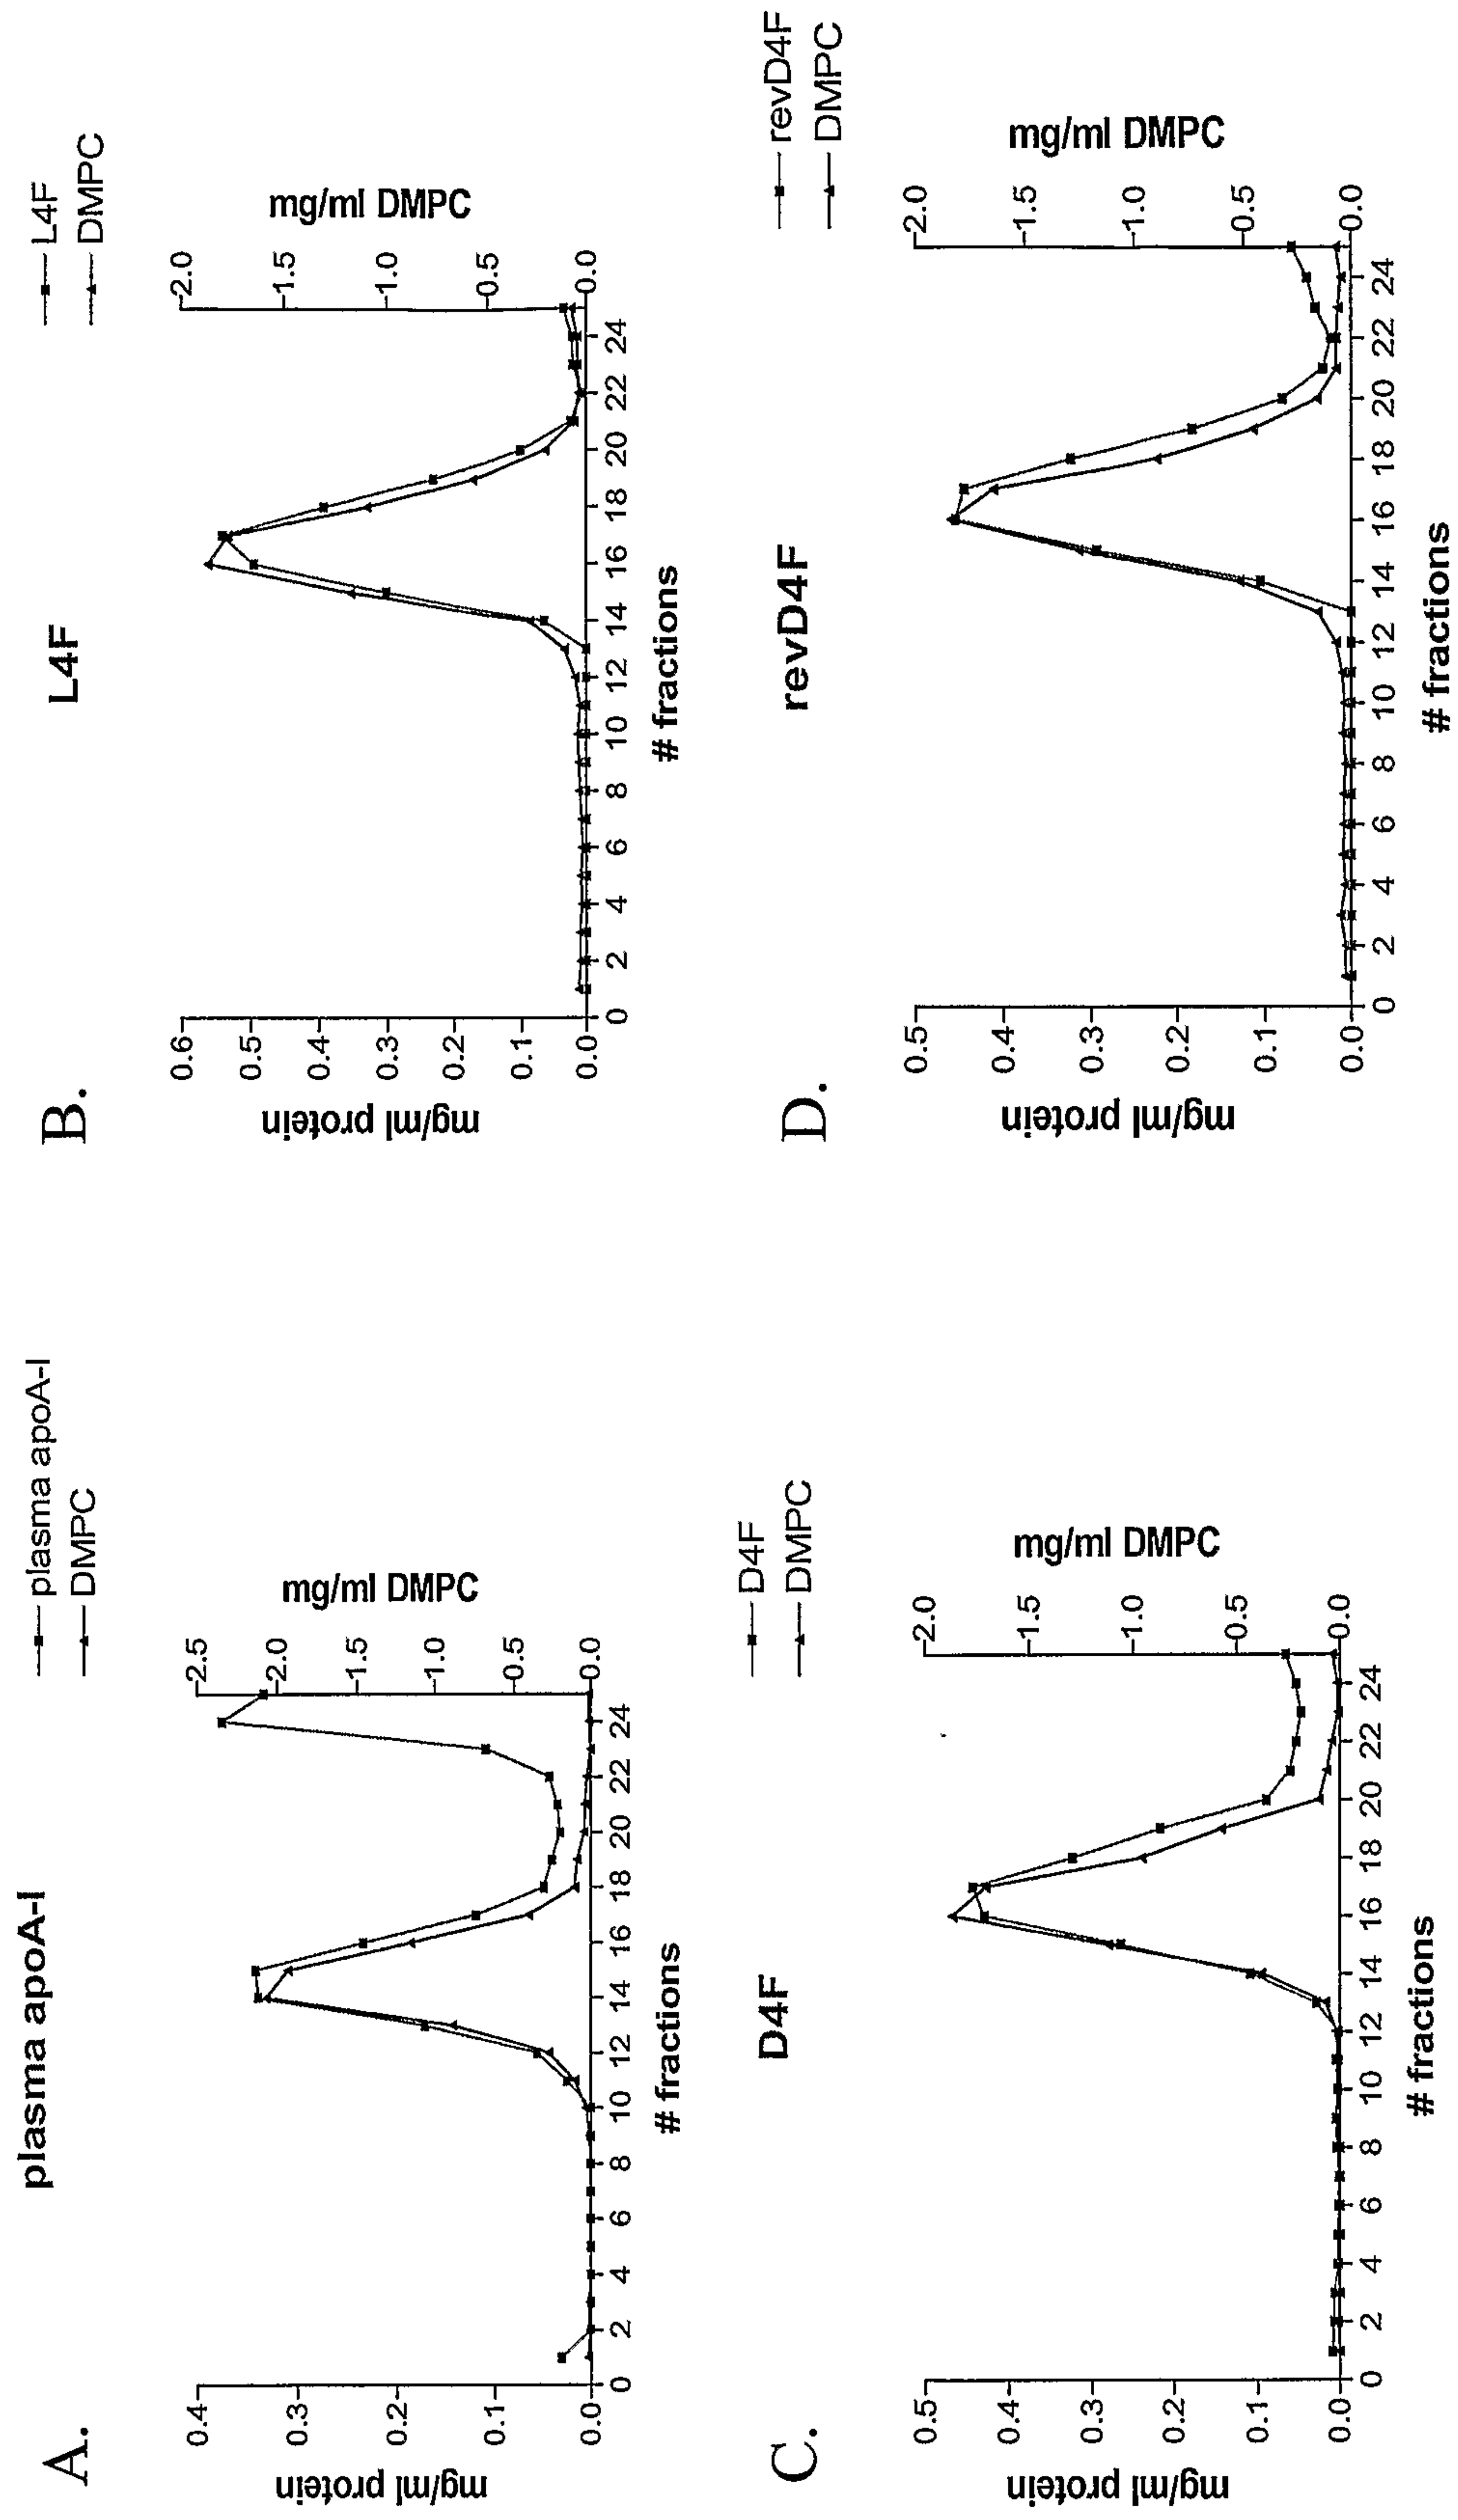 A.
plasma apoA-I
plasma apoA-I
DMPC
mg/ml protein
0.4
0.3
0.2
0.1
0.0
mg/ml DMPC
2.5
2.0
1.5
1.0
0.5
0.0
0 2 4 6 8 10 12 14 16 18 20 22 24
# fractions
B.
L4F
L4F
DMPC
mg/ml protein
0.6
0.5
0.4
0.3
0.2
0.1
0.0
mg/ml DMPC
2.0
1.5
1.0
0.5
0.0
0 2 4 6 8 10 12 14 16 18 20 22 24
# fractions
C.
D4F
D4F
DMPC
mg/ml protein
0.5
0.4
0.3
0.2
0.1
0.0
mg/ml DMPC
2.0
1.5
1.0
0.5
0.0
0 2 4 6 8 10 12 14 16 18 20 22 24
# fractions
D.
revD4F
revD4F
DMPC
mg/ml protein
0.5
0.4
0.3
0.2
0.1
0.0
mg/ml DMPC
2.0
1.5
1.0
0.5
0.0
0 2 4 6 8 10 12 14 16 18 20 22 24
# fractions